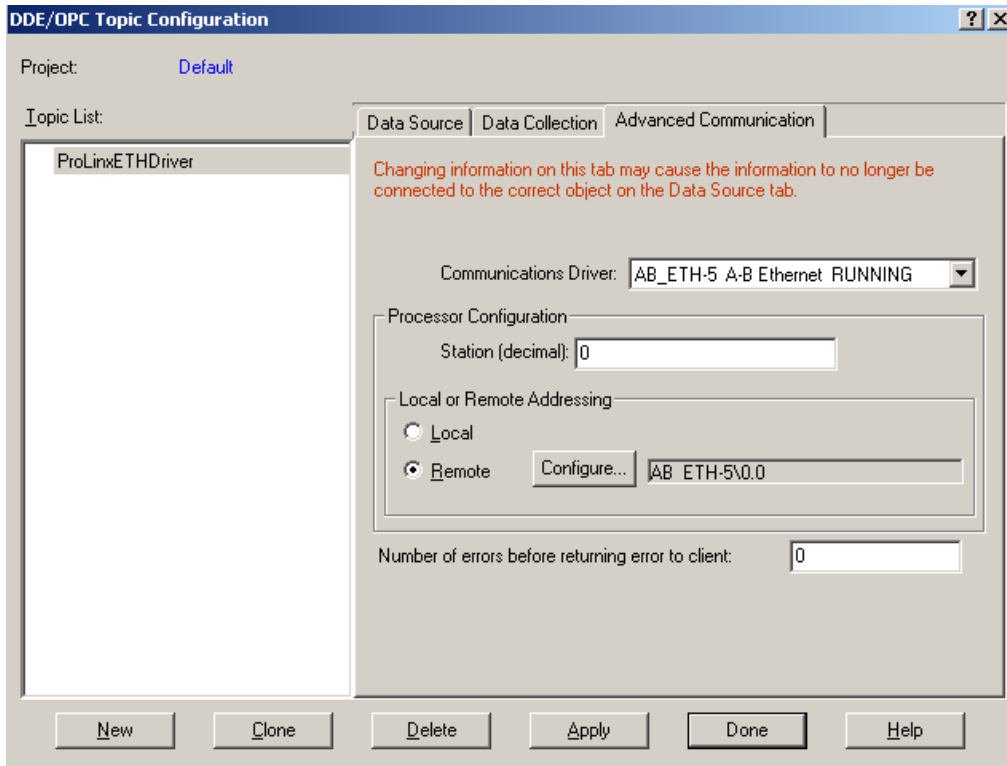 DDE/OPC Topic Configuration
Project: Default
Topic List:
ProLinxETHDriver
Data Source Data Collection Advanced Communication
Changing information on this tab may cause the information to no longer be
connected to the correct object on the Data Source tab.
Communications Driver: AB_ETH-5 A-B Ethernet RUNNING
Processor Configuration
Station (decimal): 0
Local or Remote Addressing
Local
Remote Configure... AB_ETH-5\0.0
Number of errors before returning error to client: 0
New Clone Delete Apply Done Help